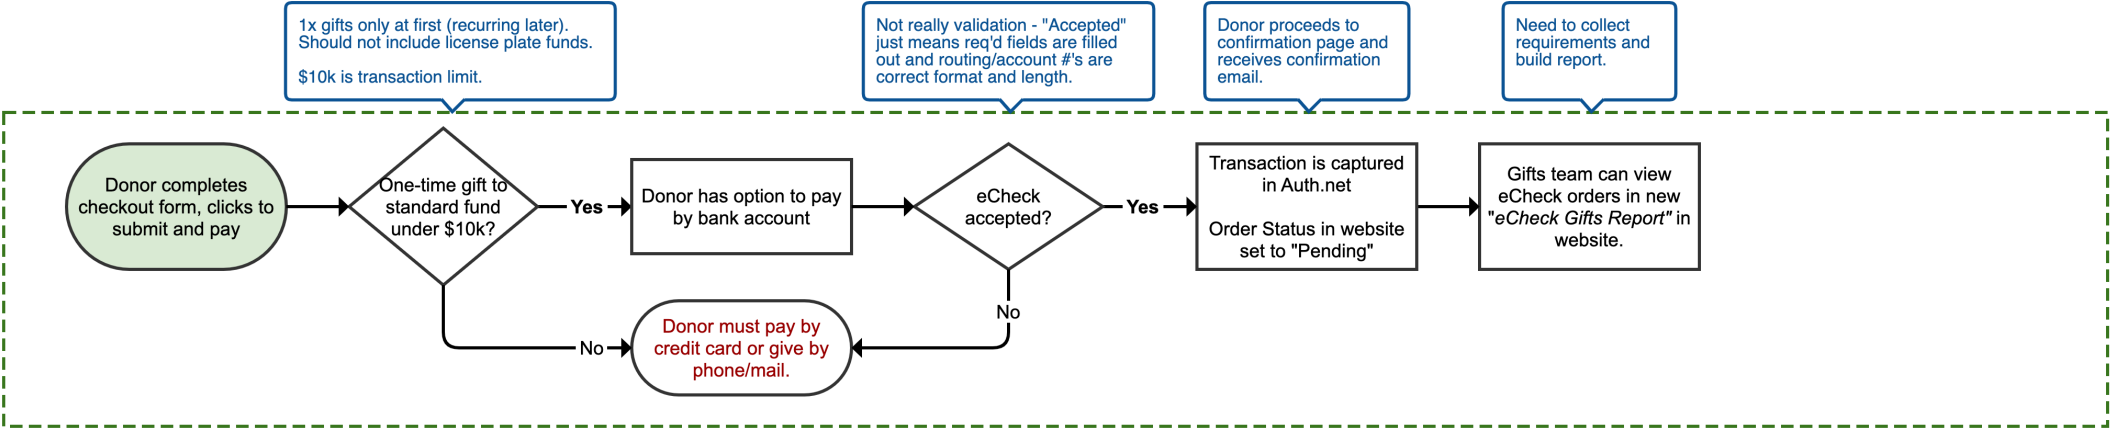 1x gifts only at first (recurring later).
Should not include license plate funds.
$10k is transaction limit.
Not really validation - "Accepted"
just means req'd fields are filled
out and routing/account #'s are
correct format and length.
Donor proceeds to
confirmation page and
receives confirmation
email.
Need to collect
requirements and
build report.
Donor completes
checkout form, clicks to
submit and pay
One-time gift to
standard fund
under $10k?
Yes
Donor has option to pay
by bank account
eCheck
accepted?
Yes
Transaction is captured
in Auth.net
Order Status in website
set to "Pending"
Gifts team can view
eCheck orders in new
"eCheck Gifts Report" in
website.
No
Donor must pay by
credit card or give by
phone/mail.
No